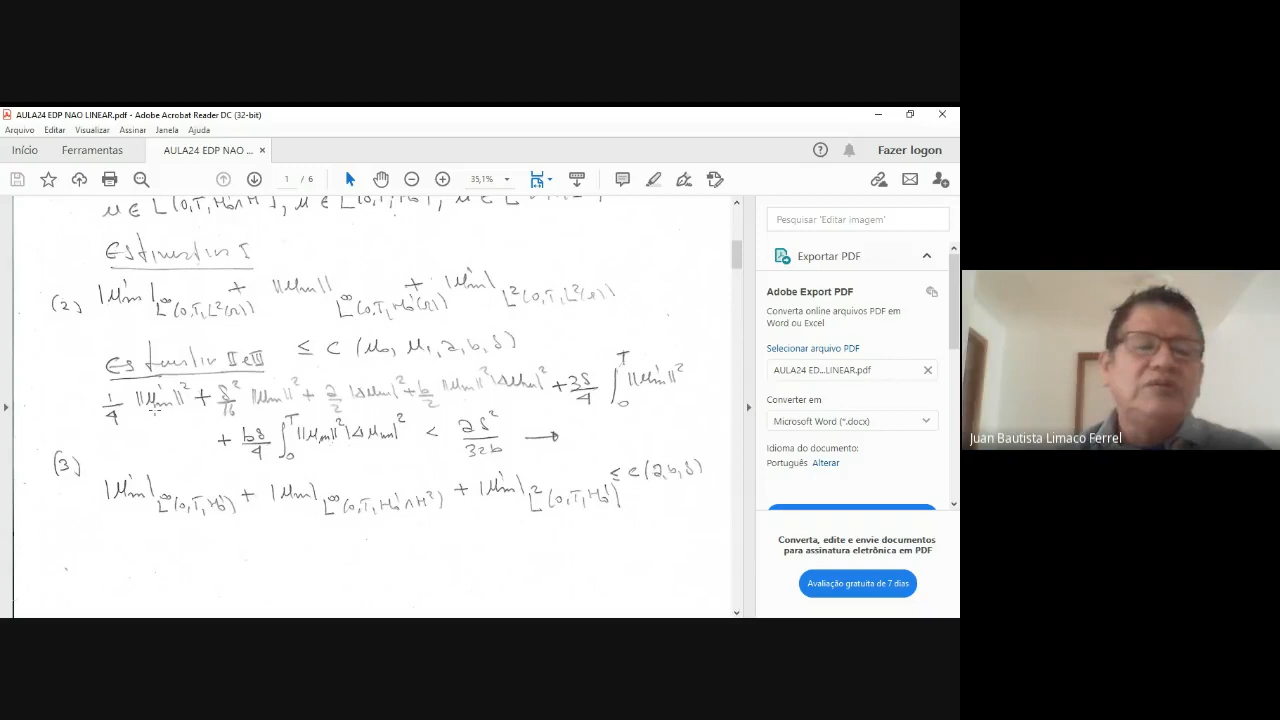 AULA24 EDP NAO LINEAR.pdf - Adobe Acrobat Reader DC (32-bit)
Arquivo Editar Visualizar Assinar Janela Ajuda
Início Ferramentas AULA24 EDP NAO ... × Fazer logon
1 / 6 35,1%
Estimativa I
(2) |u'm|_{L^∞(0,T,L²(Ω))} + ||um||_{L^∞(0,T,H¹₀(Ω))} + |u'm|_{L²(0,T,L²(Ω))}
Estimativa II e III ≤ C (u₀, u₁, a, b, δ)
1/4 ||u'm||² + δ²/16 ||um||² + a/2 |Δum|² + b/2 ||um||² |Δum|² + 3δ/4 ∫₀ᵀ ||u'm||²
+ bδ/4 ∫₀ᵀ ||um||² |Δum|² < aδ²/32b →
(3) |u'm|_{L^∞(0,T,H¹₀)} + |um|_{L^∞(0,T,H¹₀∩H²)} + |u'm|_{L²(0,T,H¹₀)} ≤ C(a,b,δ)
Pesquisar 'Editar imagem'
Exportar PDF
Adobe Export PDF
Converta online arquivos PDF em
Word ou Excel
Selecionar arquivo PDF
AULA24 ED...LINEAR.pdf ×
Converter em
Microsoft Word (*.docx)
Idioma do documento:
Português Alterar
Converta, edite e envie documentos
para assinatura eletrônica em PDF
Avaliação gratuita de 7 dias
Juan Bautista Limaco Ferrel